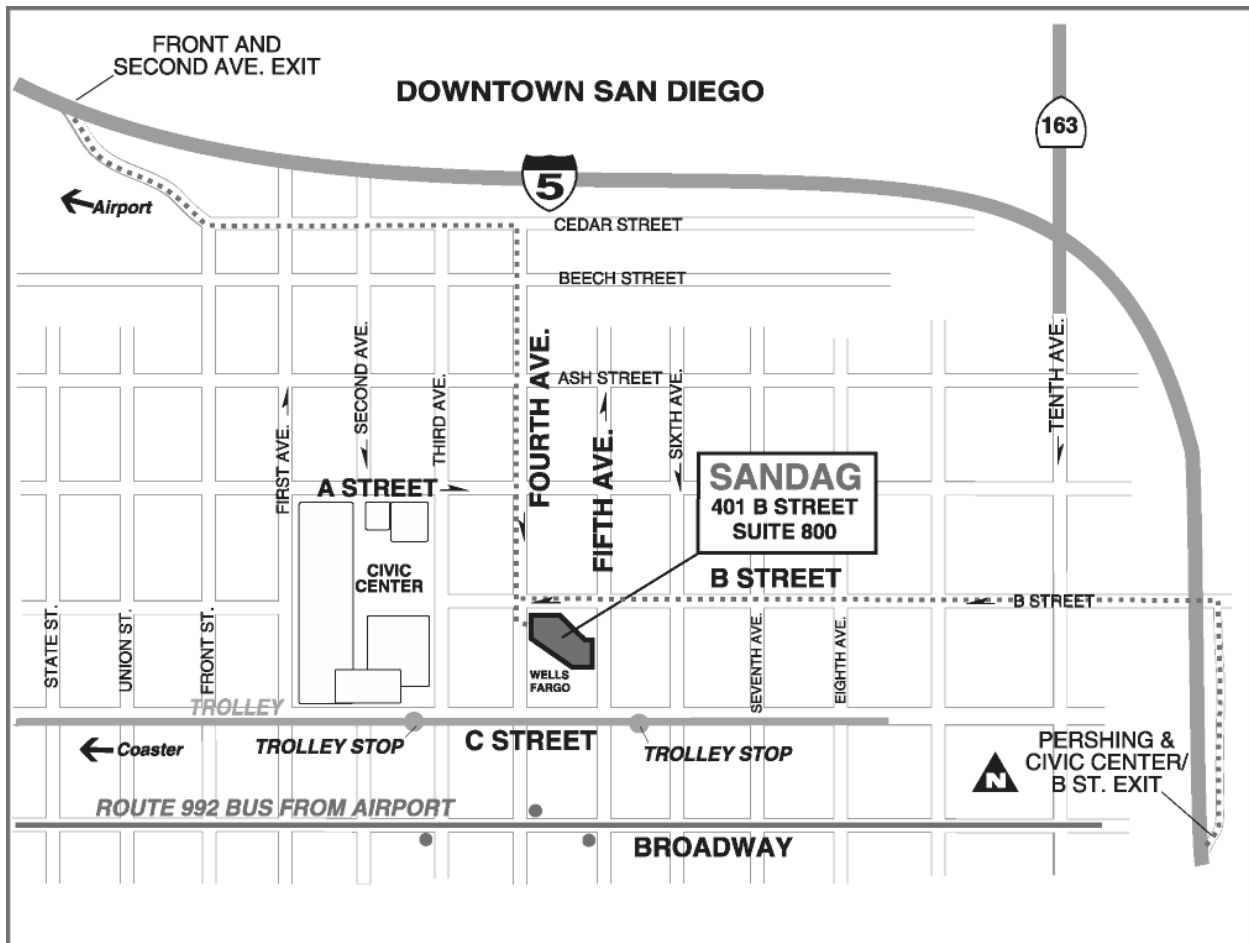 FRONT AND
SECOND AVE. EXIT
DOWNTOWN SAN DIEGO
163
5
Airport
CEDAR STREET
BEECH STREET
ASH STREET
FIRST AVE.
SECOND AVE.
THIRD AVE.
FOURTH AVE.
FIFTH AVE.
SIXTH AVE.
TENTH AVE.
A STREET
SANDAG
401 B STREET
SUITE 800
CIVIC
CENTER
B STREET
B STREET
STATE ST.
UNION ST.
FRONT ST.
WELLS
FARGO
SEVENTH AVE.
EIGHTH AVE.
TROLLEY
Coaster
TROLLEY STOP
C STREET
TROLLEY STOP
N
PERSHING &
CIVIC CENTER/
B ST. EXIT
ROUTE 992 BUS FROM AIRPORT
BROADWAY